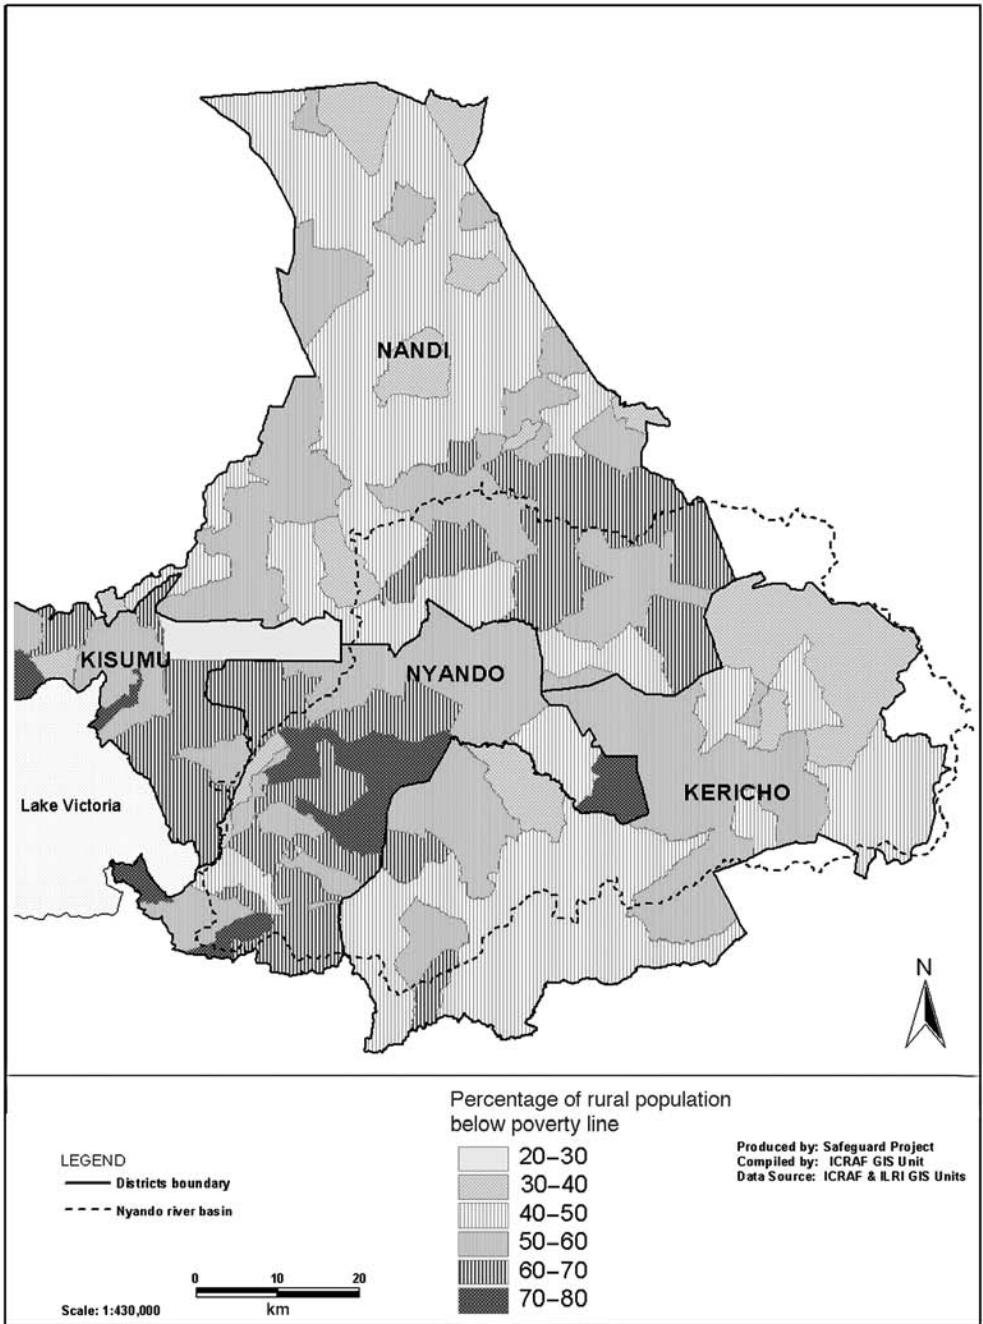 NANDI
KISUMU
NYANDO
KERICHO
Lake Victoria
N
Percentage of rural population
below poverty line
20–30
30–40
40–50
50–60
60–70
70–80
LEGEND
Districts boundary
Nyando river basin
0 10 20
km
Scale: 1:430,000
Produced by: Safeguard Project
Compiled by: ICRAF GIS Unit
Data Source: ICRAF & ILRI GIS Units